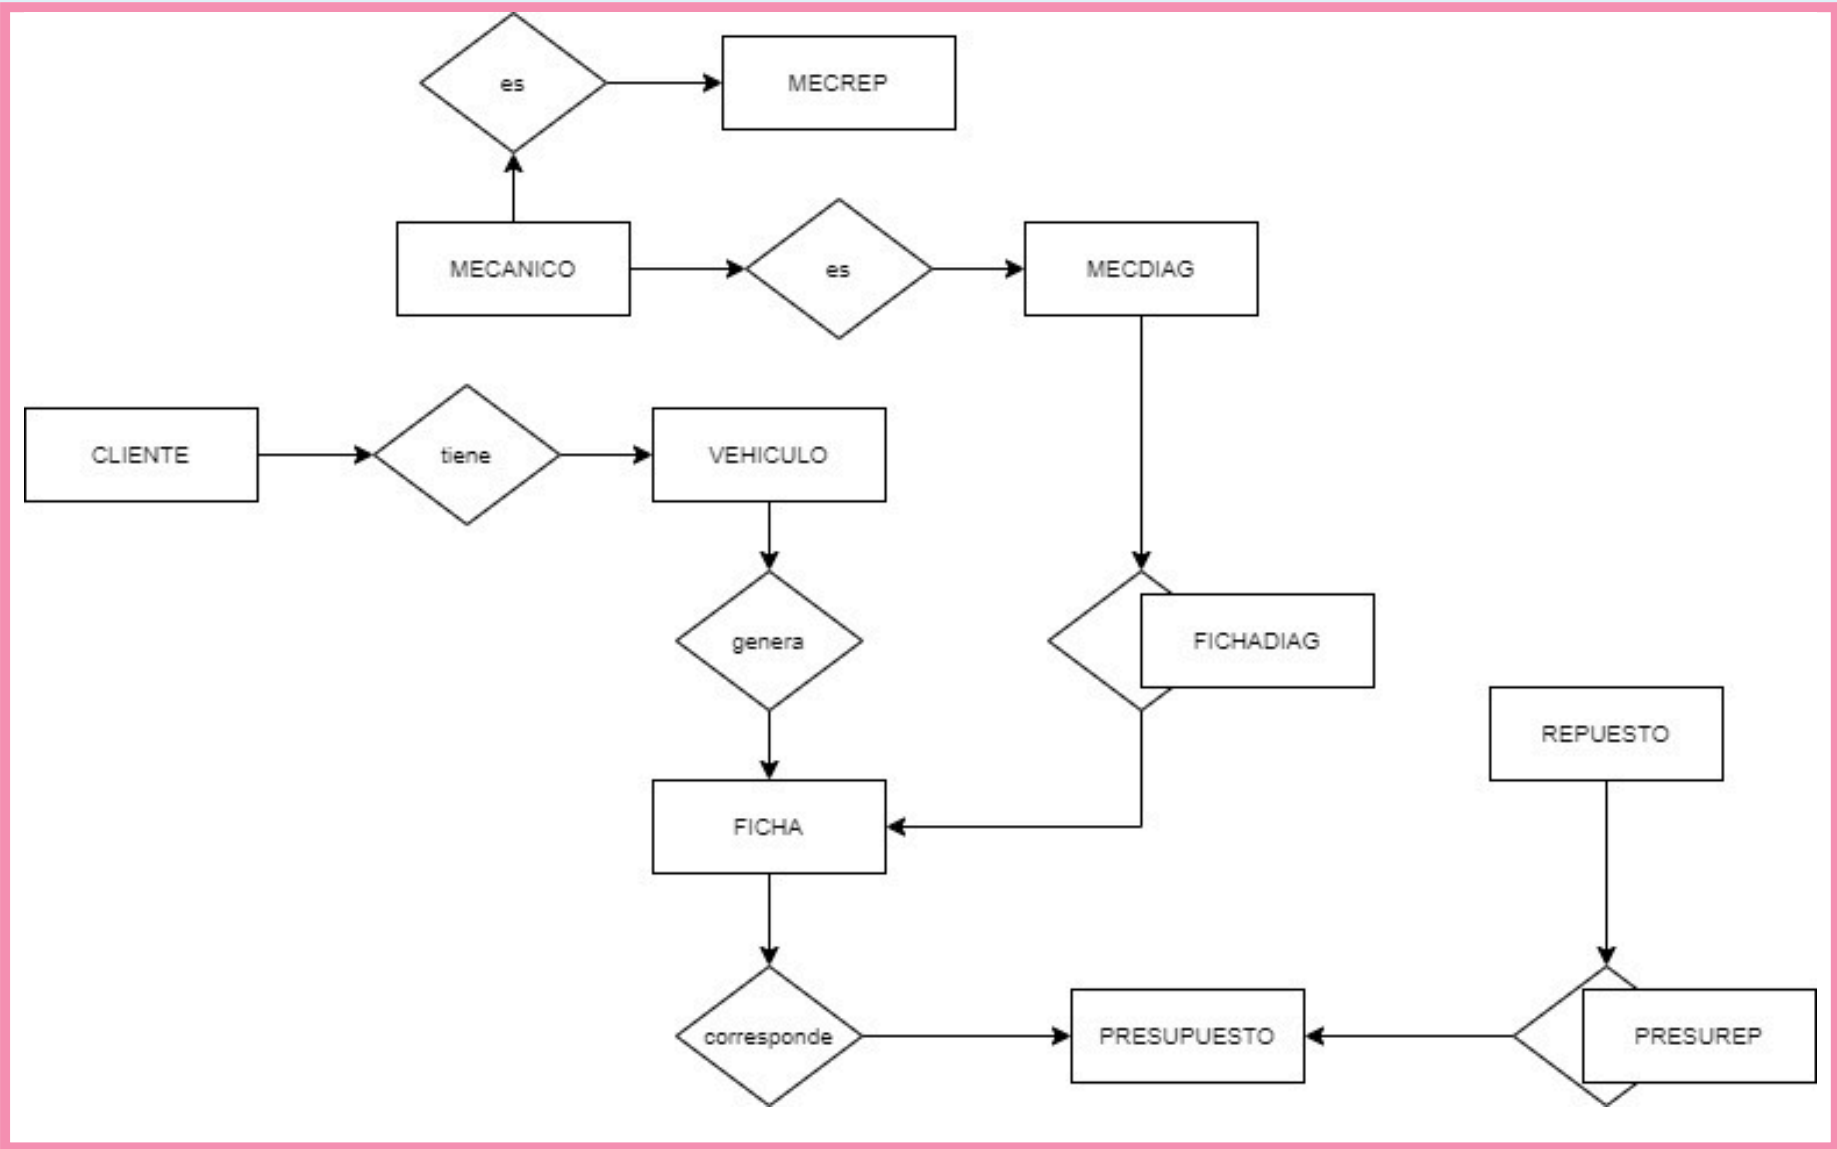 es
MECREP
MECANICO
es
MECDIAG
CLIENTE
tiene
VEHICULO
genera
FICHADIAG
REPUESTO
FICHA
corresponde
PRESUPUESTO
PRESUREP